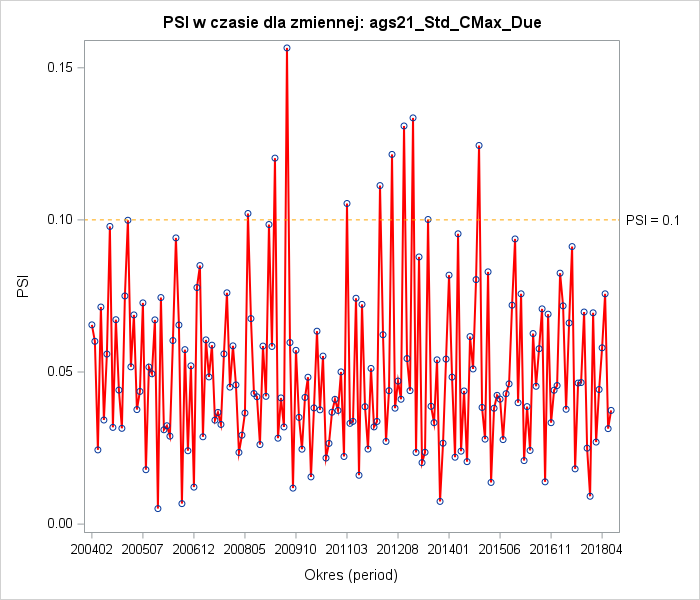 PSI w czasie dla zmiennej: ags21_Std_CMax_Due
0.15
0.10
PSI = 0.1
PSI
0.05
0.00
200402 200507 200612 200805 200910 201103 201208 201401 201506 201611 201804
Okres (period)